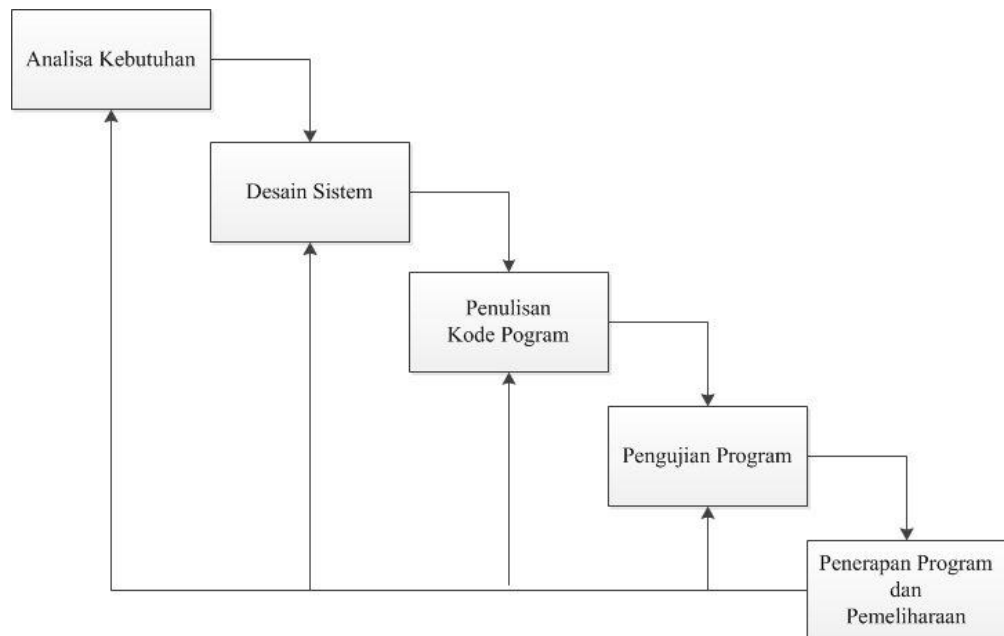 Analisa Kebutuhan
Desain Sistem
Penulisan
Kode Pogram
Pengujian Program
Penerapan Program
dan
Pemeliharaan